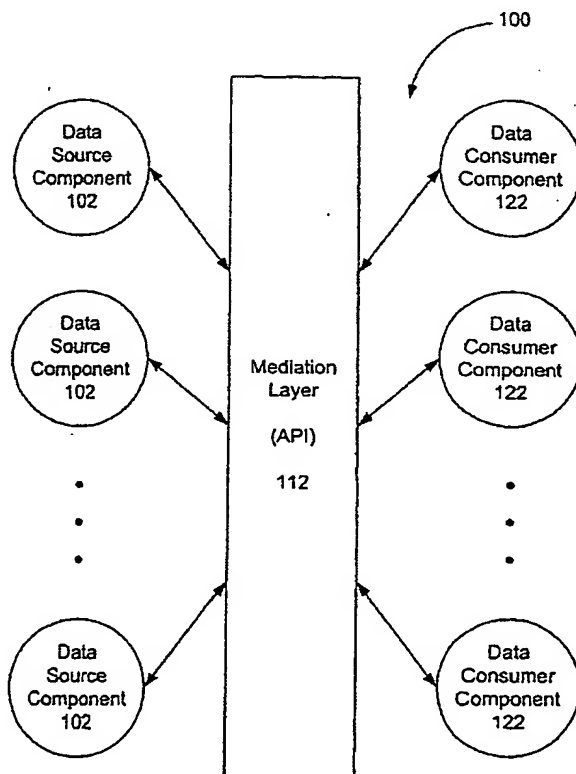 100
Data
Source
Component
102
Data
Consumer
Component
122
Data
Source
Component
102
Mediation
Layer
(API)
112
Data
Consumer
Component
122
Data
Source
Component
102
Data
Consumer
Component
122